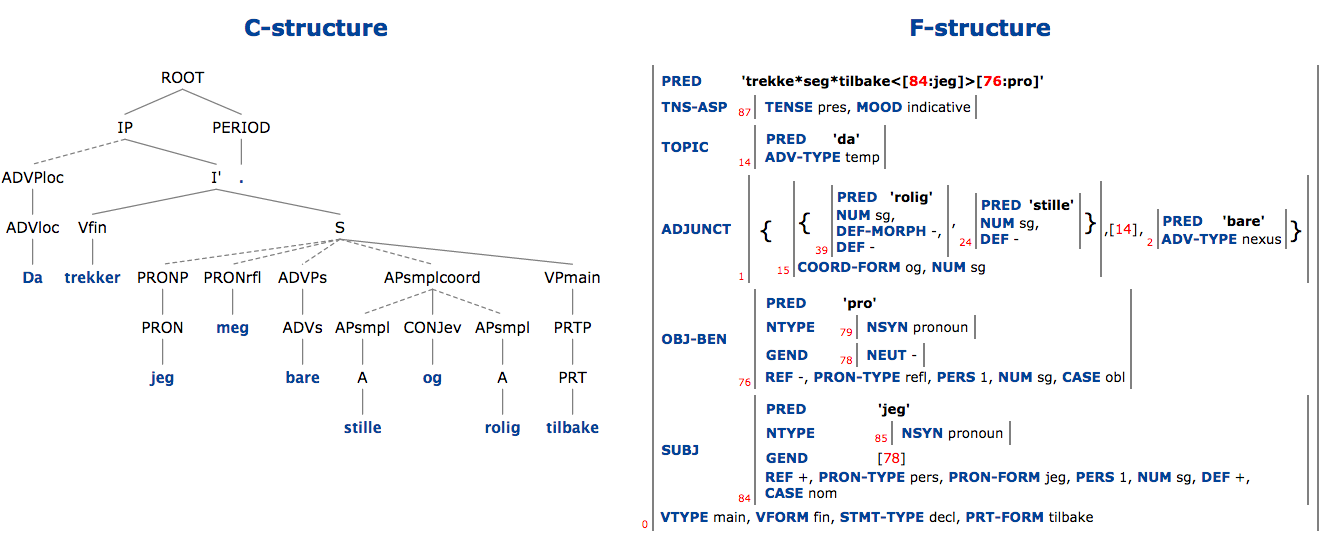 C-structure
ROOT
IP PERIOD
ADVPloc I' .
ADVloc Vfin S
Da trekker PRONP PRONrfl ADVPs APsmplcoord VPmain
PRON meg ADVs APsmpl CONJev APsmpl PRTP
jeg bare A og A PRT
stille rolig tilbake
F-structure
PRED 'trekke*seg*tilbake<[84:jeg]>[76:pro]'
TNS-ASP 87 TENSE pres, MOOD indicative
TOPIC PRED 'da'
14 ADV-TYPE temp
ADJUNCT { { PRED 'rolig' NUM sg, DEF-MORPH -, DEF - 39 , PRED 'stille' NUM sg, DEF - 24 } ,[14], PRED 'bare' 2 ADV-TYPE nexus }
1 15 COORD-FORM og, NUM sg
OBJ-BEN PRED 'pro'
NTYPE 79 NSYN pronoun
GEND 78 NEUT -
76 REF -, PRON-TYPE refl, PERS 1, NUM sg, CASE obl
SUBJ PRED 'jeg'
NTYPE 85 NSYN pronoun
GEND [78]
REF +, PRON-TYPE pers, PRON-FORM jeg, PERS 1, NUM sg, DEF +,
84 CASE nom
0 VTYPE main, VFORM fin, STMT-TYPE decl, PRT-FORM tilbake